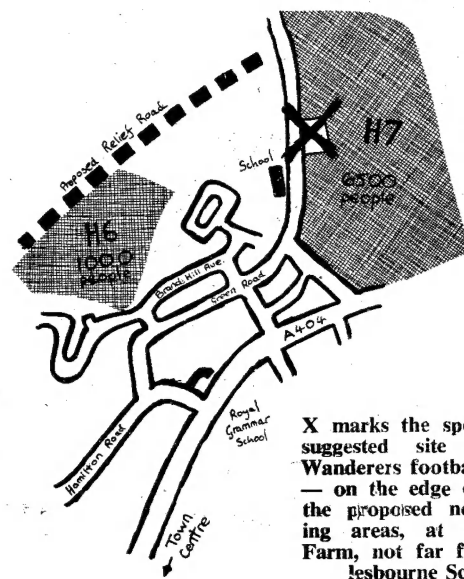 Proposed Relief Road
School
H7
6500
people
H6
1000
people
Brands Hill Ave.
Green Road
A404
Royal
Grammar
School
Hamilton Road
Town
Centre
X marks the sp
suggested site
Wanderers footba
— on the edge
the proposed ne
ing areas, at
Farm, not far f
lesbourne Sc